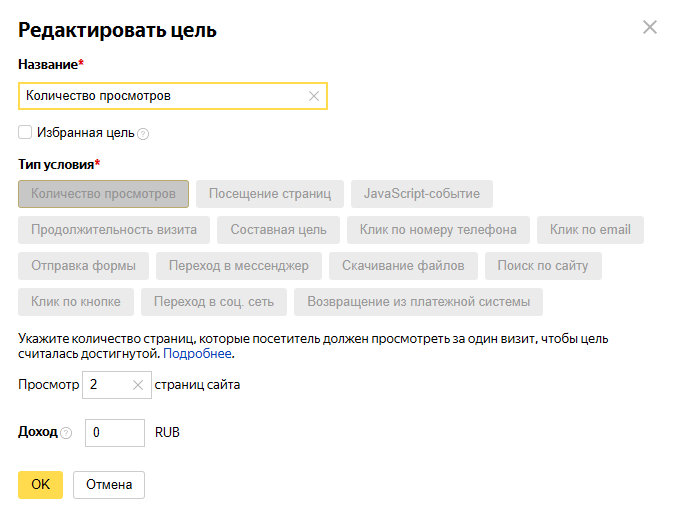 Редактировать цель
Название*
Количество просмотров
Избранная цель ?
Тип условия*
Количество просмотров Посещение страниц JavaScript-событие
Продолжительность визита Составная цель Клик по номеру телефона Клик по email
Отправка формы Переход в мессенджер Скачивание файлов Поиск по сайту
Клик по кнопке Переход в соц. сеть Возвращение из платежной системы
Укажите количество страниц, которые посетитель должен просмотреть за один визит, чтобы цель
считалась достигнутой. Подробнее.
Просмотр 2 страниц сайта
Доход ? 0 RUB
OK Отмена